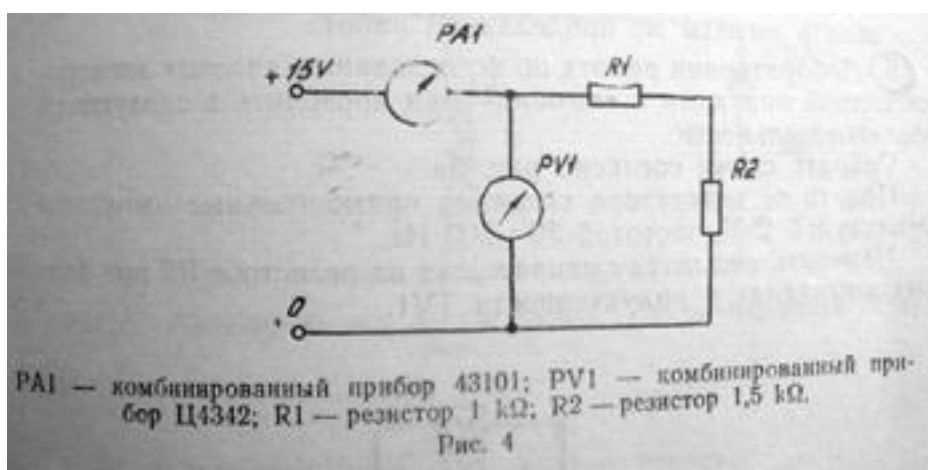 PA1
+ 15V
R1
PV1
R2
0
PA1 — комбинированный прибор 43101; PV1 — комбинированный при-
бор Ц4342; R1 — резистор 1 kΩ; R2 — резистор 1,5 kΩ.
Рис. 4